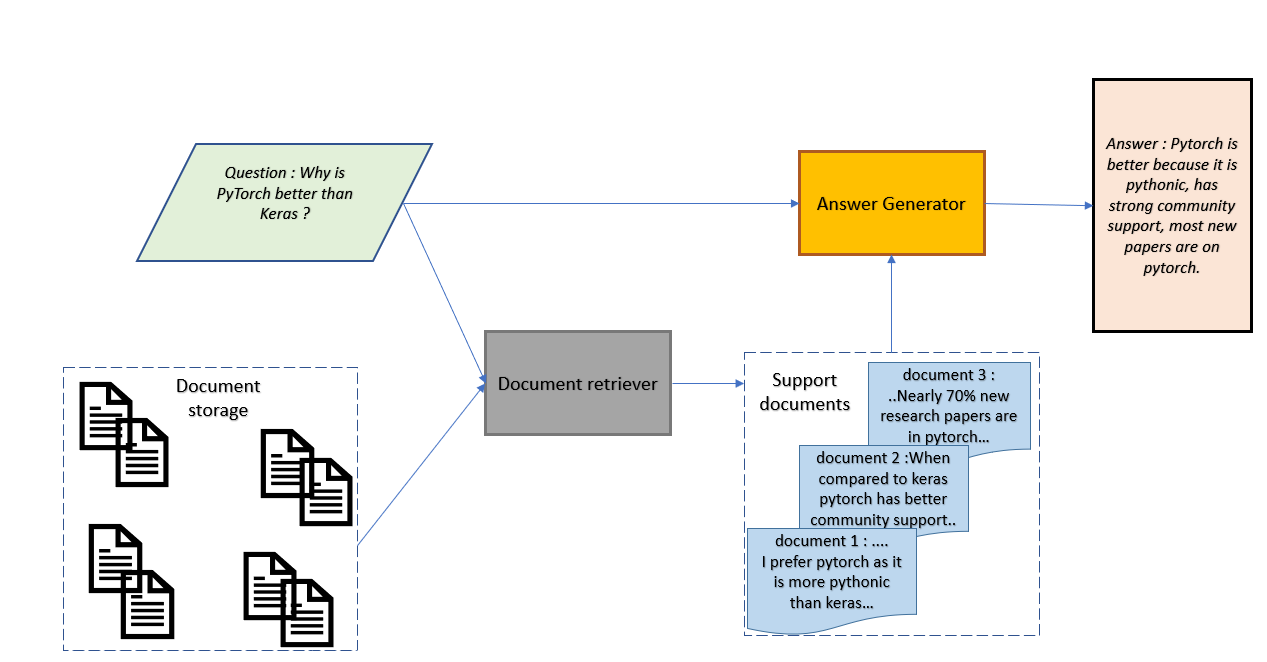 Question : Why is
PyTorch better than
Keras ?
Answer Generator
Answer : Pytorch is
better because it is
pythonic, has
strong community
support, most new
papers are on
pytorch.
Document
storage
Document retriever
Support
documents
document 3 :
..Nearly 70% new
research papers are
in pytorch...
document 2 :When
compared to keras
pytorch has better
community support..
document 1 : ....
I prefer pytorch as it
is more pythonic
than keras...